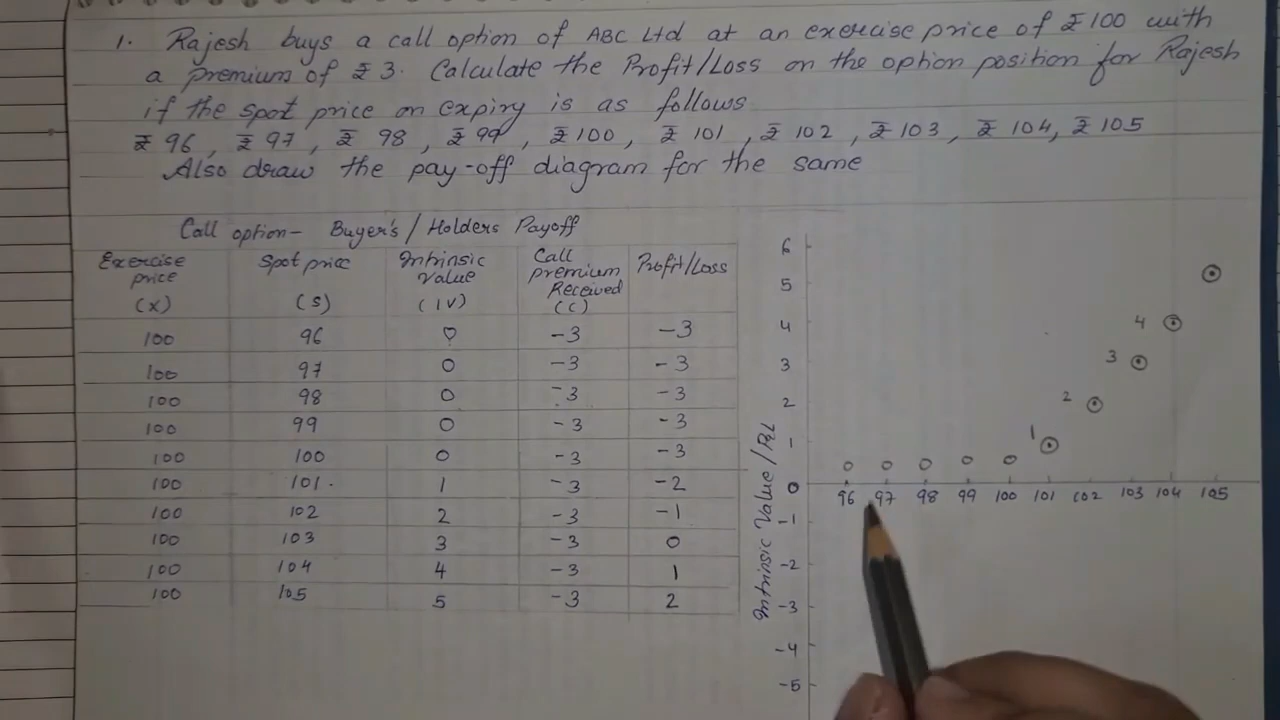 1. Rajesh buys a call option of ABC Ltd at an exercise price of ₹100 with
a premium of ₹3. Calculate the Profit/Loss on the option position for Rajesh
if the spot price on expiry is as follows
₹ 96, ₹ 97, ₹ 98, ₹ 99, ₹ 100, ₹ 101, ₹ 102, ₹ 103, ₹ 104, ₹ 105
Also draw the pay-off diagram for the same
Call option- Buyer's/Holders Payoff
Exercise price (X) Spot price (S) Intrinsic Value (IV) Call premium Received (C) Profit/Loss
100 96 0 -3 -3
100 97 0 -3 -3
100 98 0 -3 -3
100 99 0 -3 -3
100 100 0 -3 -3
100 101. 1 -3 -2
100 102 2 -3 -1
100 103 3 -3 0
100 104 4 -3 1
100 105 5 -3 2
Intrinsic Value/P/L
6
5
4 4
3 3
2 2
1 1
0 0 0 0 0
0
96 97 98 99 100 101 102 103 104 105
-1
-2
-3
-4
-5